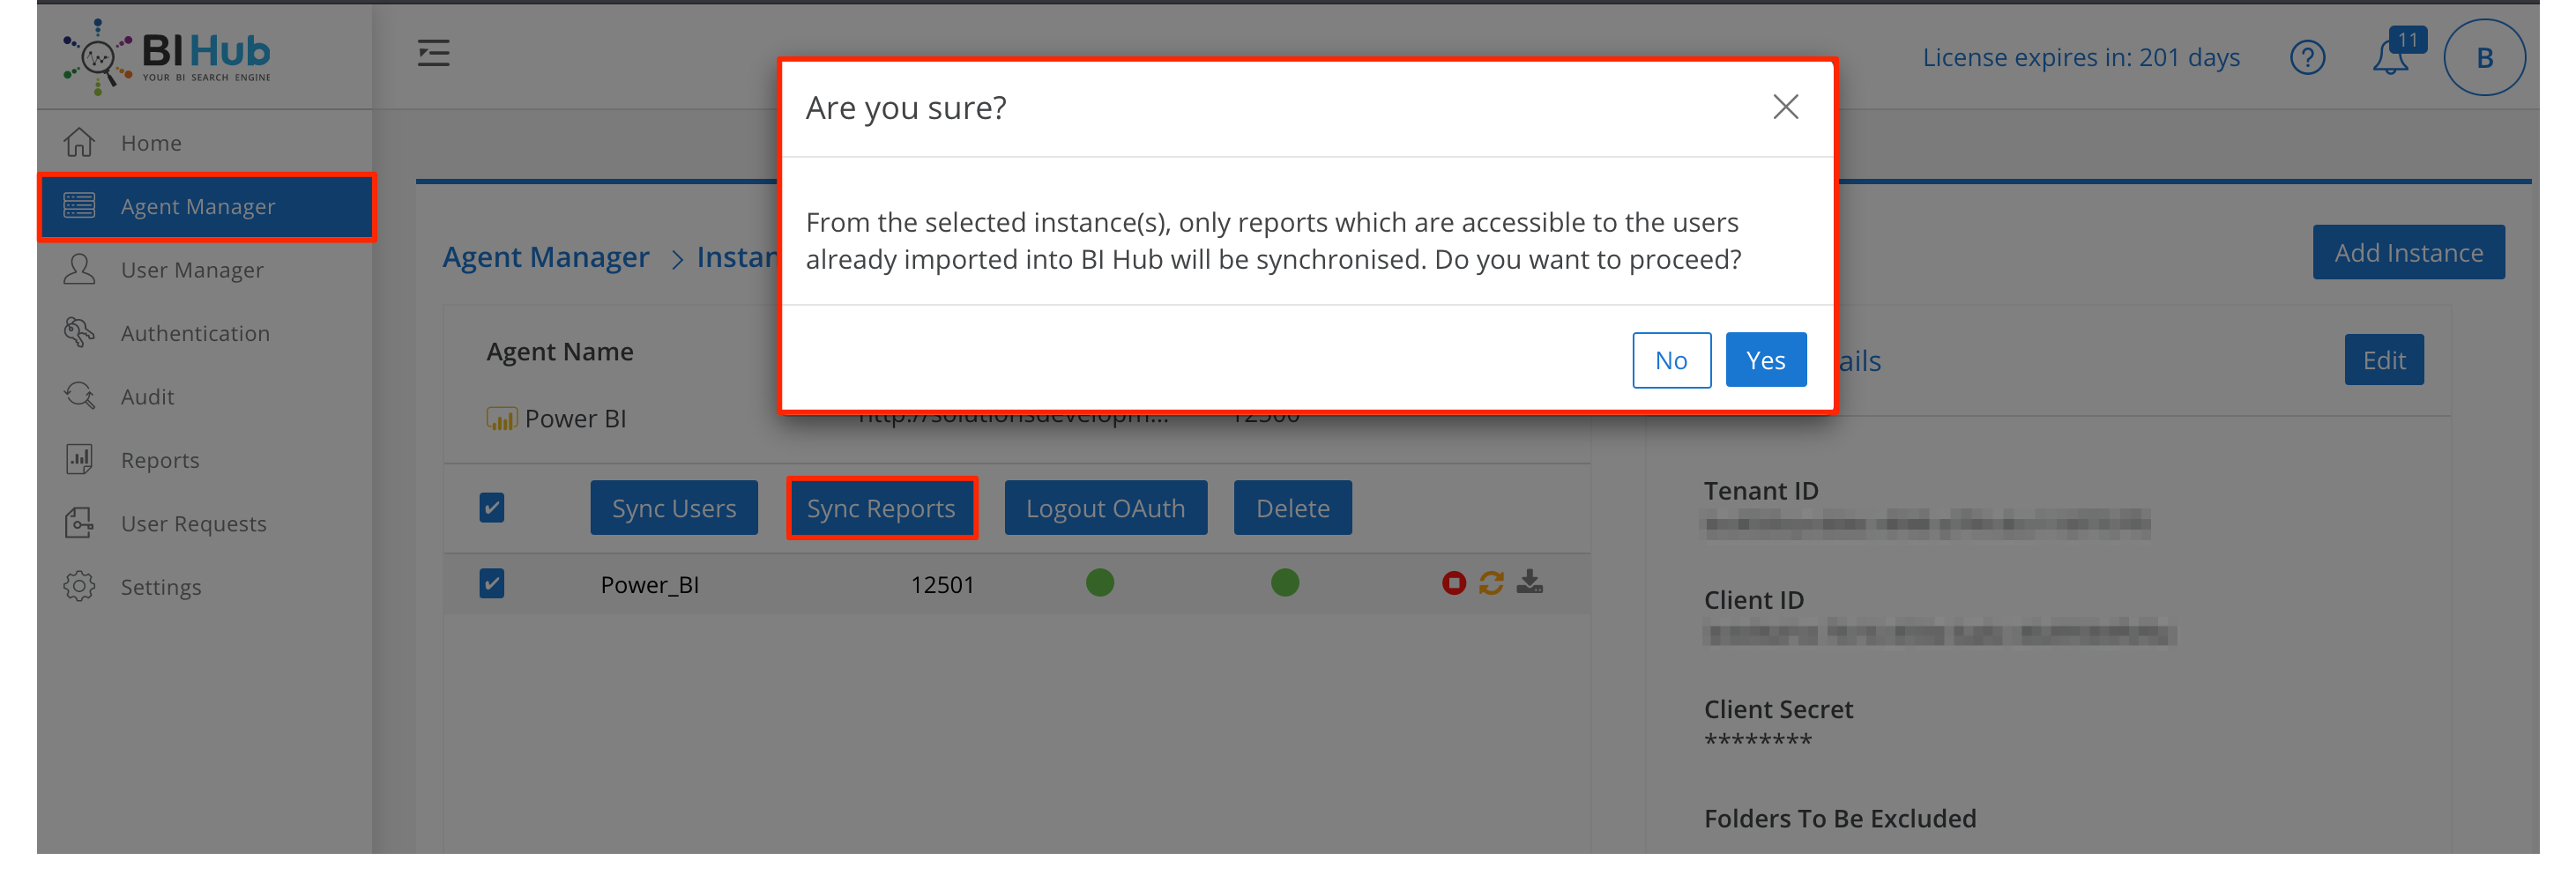 BI Hub
YOUR BI SEARCH ENGINE
License expires in: 201 days
11
B
Home
Agent Manager
User Manager
Authentication
Audit
Reports
User Requests
Settings
Are you sure?
From the selected instance(s), only reports which are accessible to the users
already imported into BI Hub will be synchronised. Do you want to proceed?
No
Yes
Agent Manager > Instan
Add Instance
Agent Name
Power BI
http://solutionsdevelopm...
12500
Sync Users
Sync Reports
Logout OAuth
Delete
Power_BI
12501
ails
Edit
Tenant ID
Client ID
Client Secret
********
Folders To Be Excluded